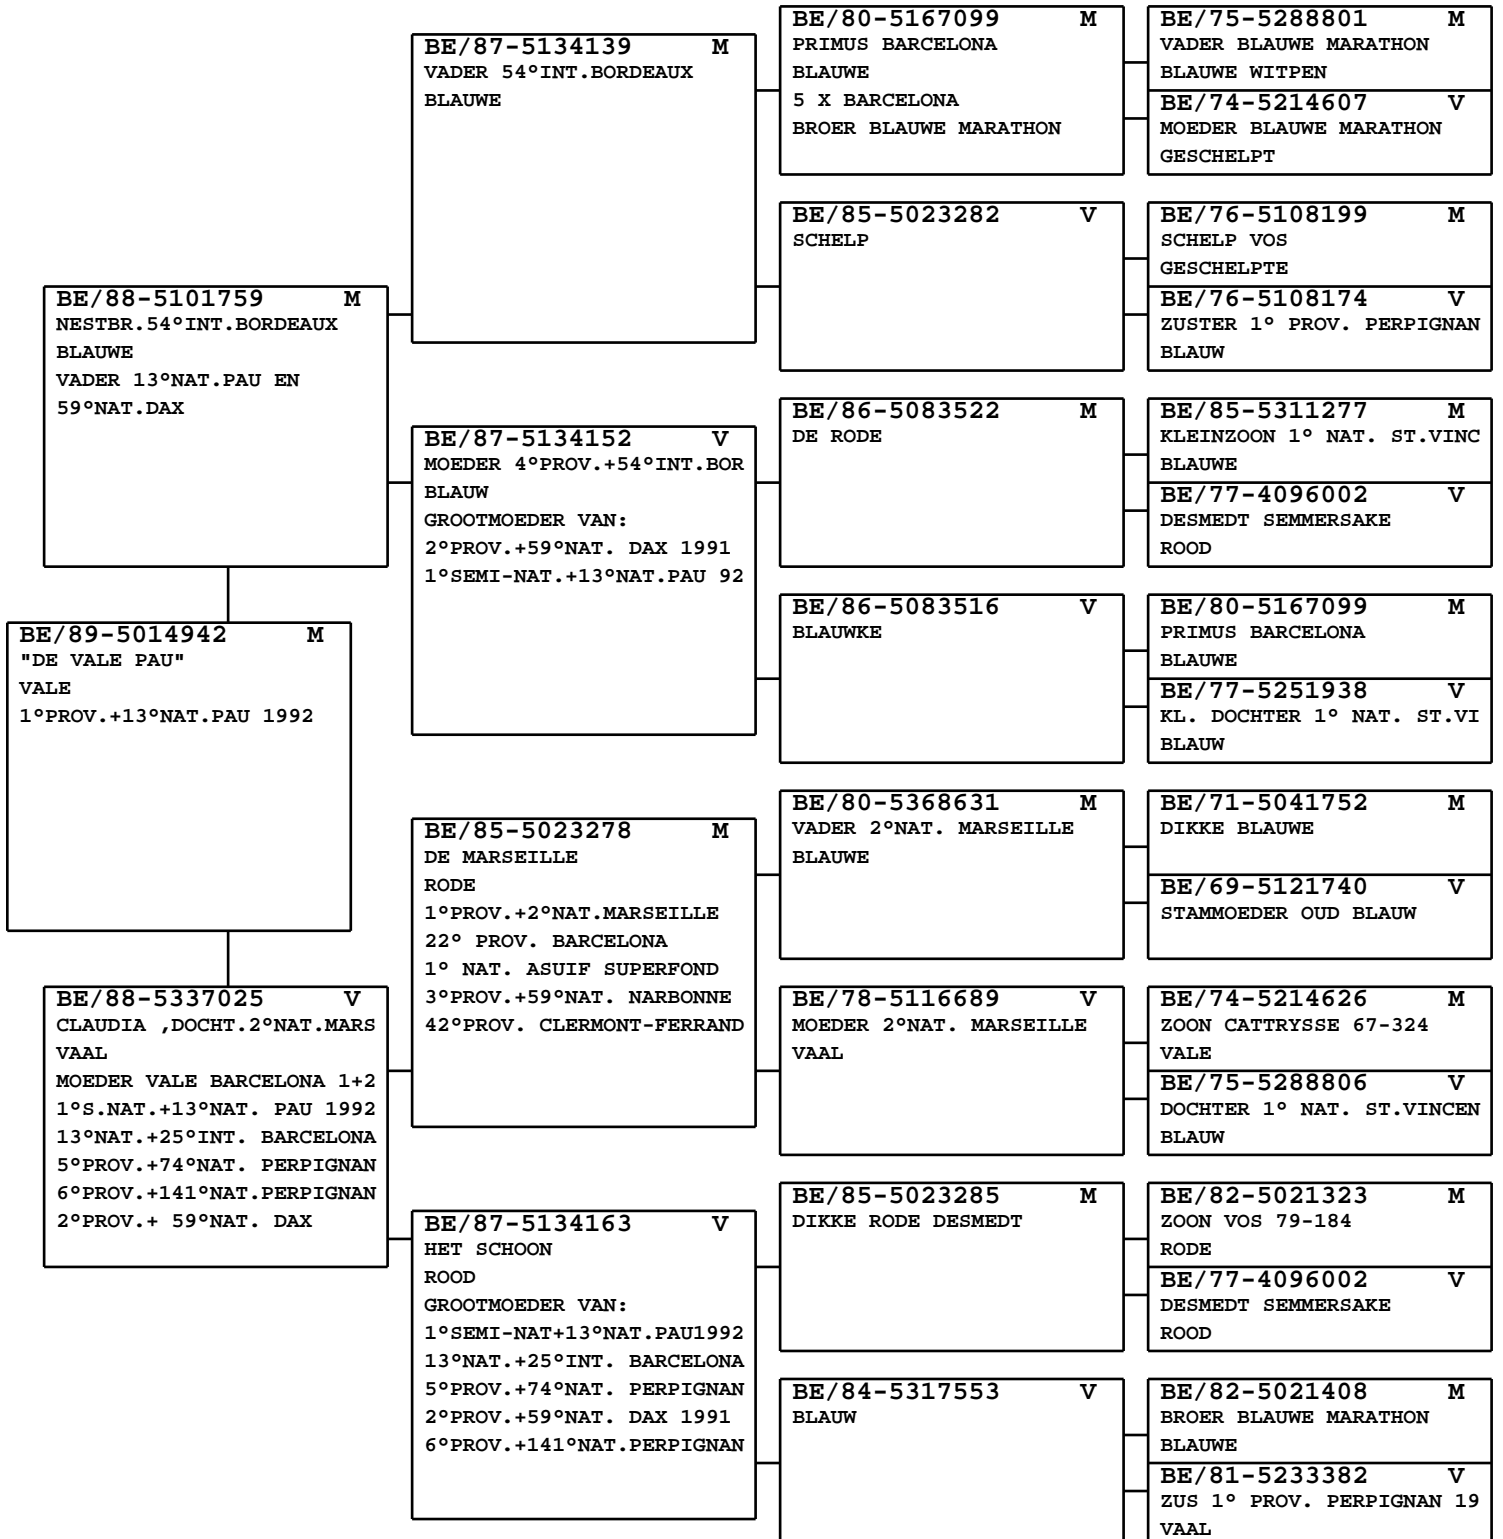 BE/89-5014942 M
"DE VALE PAU"
VALE
1°PROV.+13°NAT.PAU 1992
BE/88-5101759 M
NESTBR.54°INT.BORDEAUX
BLAUWE
VADER 13°NAT.PAU EN
59°NAT.DAX
BE/88-5337025 V
CLAUDIA ,DOCHT.2°NAT.MARS
VAAL
MOEDER VALE BARCELONA 1+2
1°S.NAT.+13°NAT. PAU 1992
13°NAT.+25°INT. BARCELONA
5°PROV.+74°NAT. PERPIGNAN
6°PROV.+141°NAT.PERPIGNAN
2°PROV.+ 59°NAT. DAX
BE/87-5134139 M
VADER 54°INT.BORDEAUX
BLAUWE
BE/87-5134152 V
MOEDER 4°PROV.+54°INT.BOR
BLAUW
GROOTMOEDER VAN:
2°PROV.+59°NAT. DAX 1991
1°SEMI-NAT.+13°NAT.PAU 92
BE/85-5023278 M
DE MARSEILLE
RODE
1°PROV.+2°NAT.MARSEILLE
22° PROV. BARCELONA
1° NAT. ASUIF SUPERFOND
3°PROV.+59°NAT. NARBONNE
42°PROV. CLERMONT-FERRAND
BE/87-5134163 V
HET SCHOON
ROOD
GROOTMOEDER VAN:
1°SEMI-NAT+13°NAT.PAU1992
13°NAT.+25°INT. BARCELONA
5°PROV.+74°NAT. PERPIGNAN
2°PROV.+59°NAT. DAX 1991
6°PROV.+141°NAT.PERPIGNAN
BE/80-5167099 M
PRIMUS BARCELONA
BLAUWE
5 X BARCELONA
BROER BLAUWE MARATHON
BE/85-5023282 V
SCHELP
BE/86-5083522 M
DE RODE
BE/86-5083516 V
BLAUWKE
BE/80-5368631 M
VADER 2°NAT. MARSEILLE
BLAUWE
BE/78-5116689 V
MOEDER 2°NAT. MARSEILLE
VAAL
BE/85-5023285 M
DIKKE RODE DESMEDT
BE/84-5317553 V
BLAUW
BE/75-5288801 M
VADER BLAUWE MARATHON
BLAUWE WITPEN
BE/74-5214607 V
MOEDER BLAUWE MARATHON
GESCHELPT
BE/76-5108199 M
SCHELP VOS
GESCHELPTE
BE/76-5108174 V
ZUSTER 1° PROV. PERPIGNAN
BLAUW
BE/85-5311277 M
KLEINZOON 1° NAT. ST.VINC
BLAUWE
BE/77-4096002 V
DESMEDT SEMMERSAKE
ROOD
BE/80-5167099 M
PRIMUS BARCELONA
BLAUWE
BE/77-5251938 V
KL. DOCHTER 1° NAT. ST.VI
BLAUW
BE/71-5041752 M
DIKKE BLAUWE
BE/69-5121740 V
STAMMOEDER OUD BLAUW
BE/74-5214626 M
ZOON CATTRYSSE 67-324
VALE
BE/75-5288806 V
DOCHTER 1° NAT. ST.VINCEN
BLAUW
BE/82-5021323 M
ZOON VOS 79-184
RODE
BE/77-4096002 V
DESMEDT SEMMERSAKE
ROOD
BE/82-5021408 M
BROER BLAUWE MARATHON
BLAUWE
BE/81-5233382 V
ZUS 1° PROV. PERPIGNAN 19
VAAL